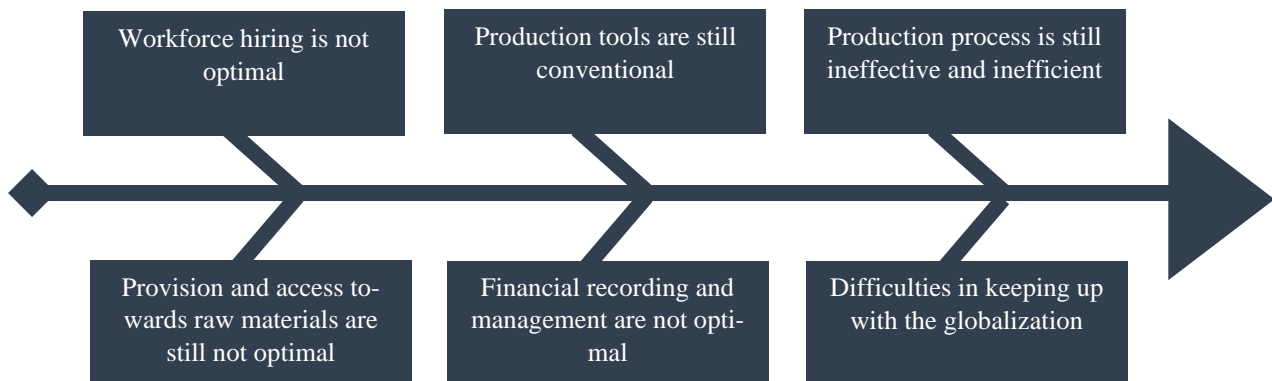 Workforce hiring is not
optimal
Production tools are still
conventional
Production process is still
ineffective and inefficient
Provision and access to-
wards raw materials are
still not optimal
Financial recording and
management are not opti-
mal
Difficulties in keeping up
with the globalization